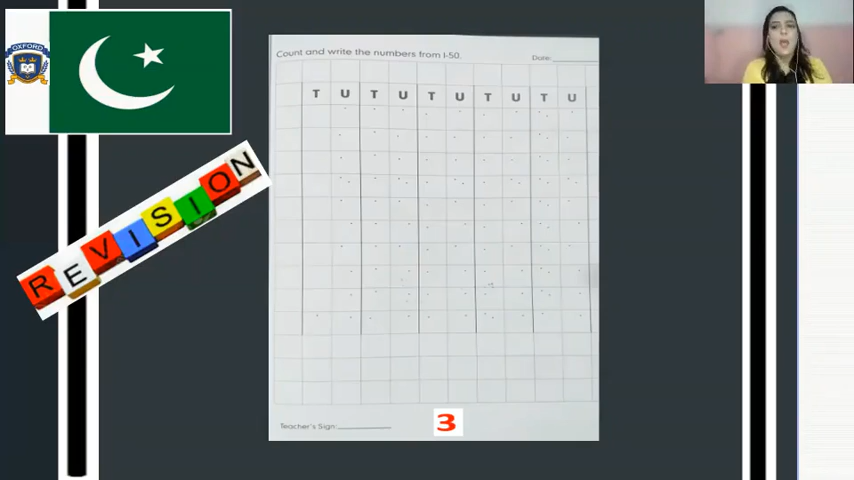 OXFORD
Count and write the numbers from 1-50.
Date:
T U T U T U T U T U
REVISION
Teacher's Sign:
3